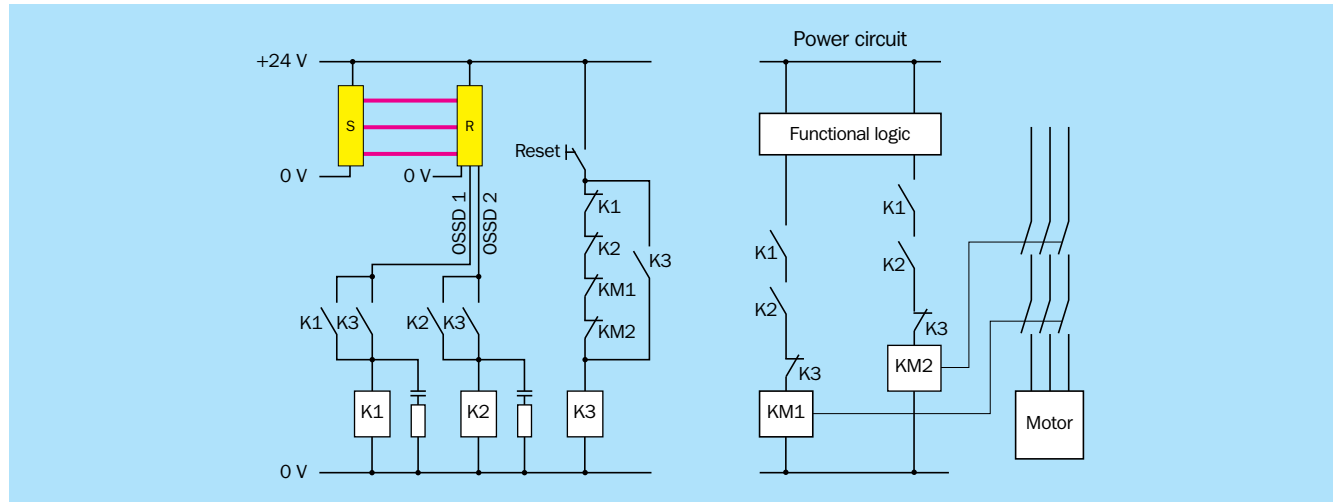 Power circuit
+24 V
S
R
Functional logic
Reset
0 V
0 V
OSSD 1
OSSD 2
K1
K2
K3
KM1
KM2
K1
K3
K2
K3
K1
K2
K3
K1
K2
K3
K1
K2
K3
KM1
KM2
Motor
0 V